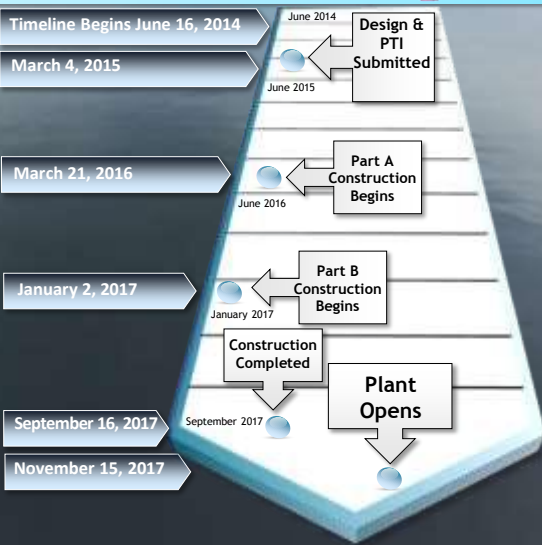 Timeline Begins June 16, 2014
June 2014
Design &
PTI
Submitted
March 4, 2015
June 2015
March 21, 2016
Part A
Construction
Begins
June 2016
January 2, 2017
Part B
Construction
Begins
January 2017
Construction
Completed
Plant
Opens
September 16, 2017
September 2017
November 15, 2017